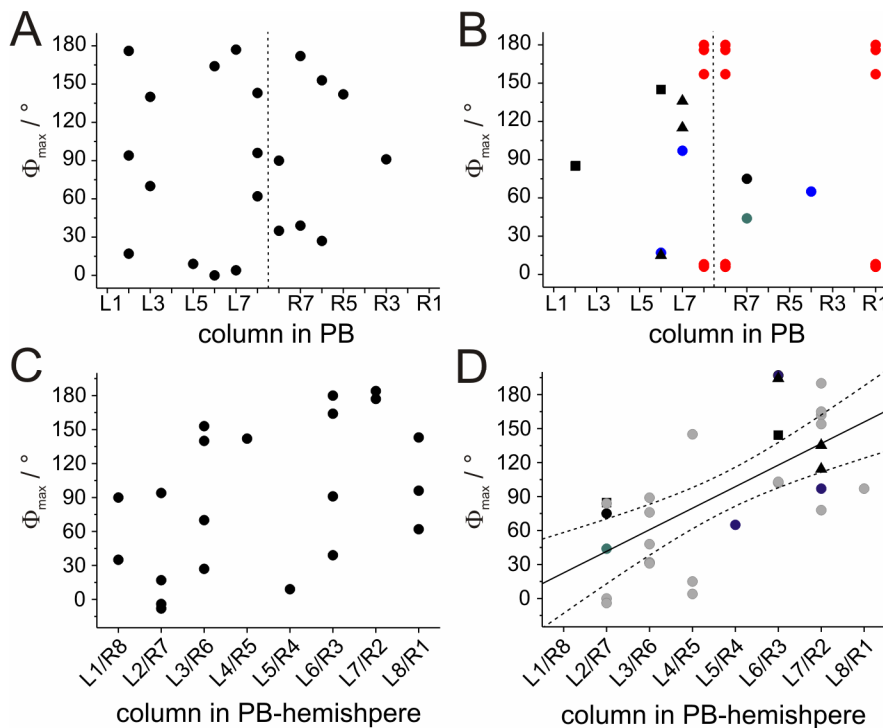 A
Φmax / °
180
150
120
90
60
30
0
L1 L3 L5 L7 R7 R5 R3 R1
column in PB
B
Φmax / °
180
150
120
90
60
30
0
L1 L3 L5 L7 R7 R5 R3 R1
column in PB
C
Φmax / °
180
150
120
90
60
30
0
L1/R8 L2/R7 L3/R6 L4/R5 L5/R4 L6/R3 L7/R2 L8/R1
column in PB-hemishpere
D
Φmax / °
180
150
120
90
60
30
0
L1/R8 L2/R7 L3/R6 L4/R5 L5/R4 L6/R3 L7/R2 L8/R1
column in PB-hemishpere